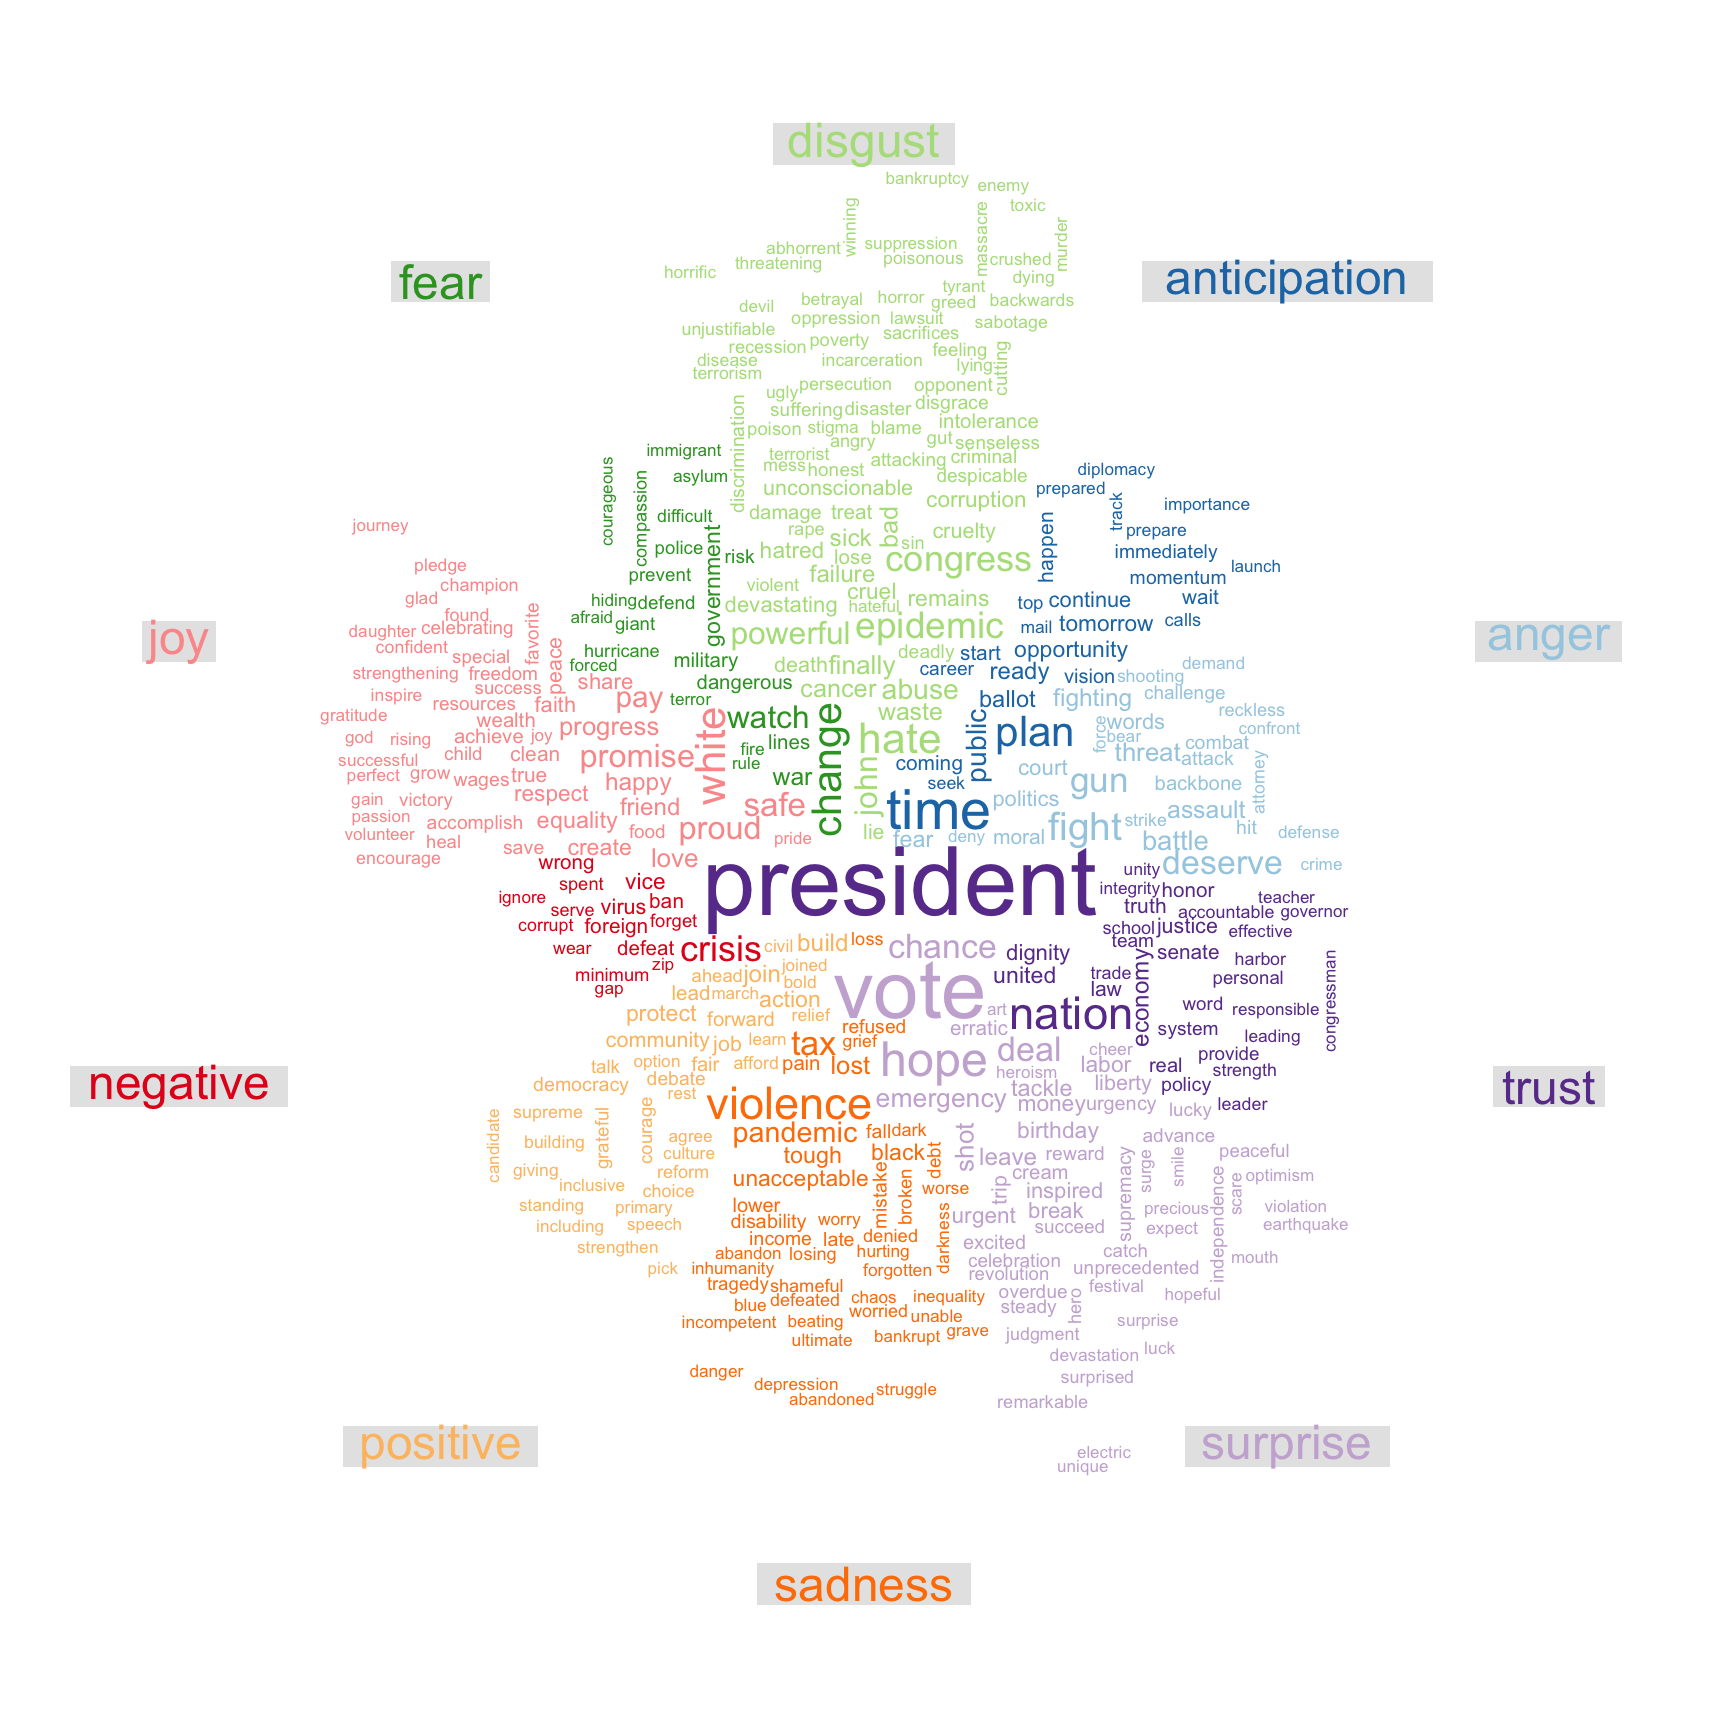 disgust
bankruptcy
enemy
toxic
winning
massacre
murder
abhorrent
suppression
threatening
poisonous
crushed
horrific
dying
tyrant
devil
betrayal
horror
greed
backwards
oppression
lawsuit
sabotage
unjustifiable
sacrifices
recession
poverty
feeling
cutting
disease
incarceration
lying
terrorism
persecution
opponent
ugly
discrimination
suffering
disaster
disgrace
poison
stigma
blame
intolerance
angry
gut
senseless
terrorist
mess
honest
attacking
criminal
despicable
unconscionable
corruption
damage
treat
bad
rape
sick
sin
cruelty
hatred
lose
congress
failure
violent
cruel
devastating
hateful
remains
powerful
epidemic
deadly
death
finally
cancer
abuse
waste
hate
john
lie
fear
immigrant
courageous
compassion
asylum
difficult
police
government
risk
prevent
hiding
defend
afraid
giant
hurricane
forced
military
dangerous
terror
watch
change
fire
lines
rule
war
anticipation
diplomacy
prepared
track
importance
happen
prepare
immediately
launch
momentum
top
continue
wait
mail
tomorrow
calls
start
opportunity
career
ready
vision
ballot
public
plan
coming
seek
time
joy
journey
pledge
champion
glad
found
favorite
daughter
celebrating
confident
special
peace
strengthening
freedom
success
share
inspire
resources
faith
pay
gratitude
wealth
progress
god
rising
achieve
joy
white
successful
child
clean
promise
perfect
grow
wages
true
happy
gain
victory
respect
friend
safe
passion
accomplish
equality
volunteer
food
proud
pride
heal
save
create
love
encourage
anger
shooting
demand
fighting
challenge
reckless
force
words
confront
bear
threat
combat
attack
court
gun
backbone
attorney
politics
assault
fear
deny
moral
fight
strike
hit
defense
battle
deserve
crime
negative
wrong
spent
vice
ignore
serve
virus
ban
corrupt
foreign
forget
wear
defeat
crisis
loss
zip
minimum
gap
trust
president
unity
integrity
honor
teacher
truth
accountable
governor
school
justice
effective
team
dignity
senate
economy
harbor
congressman
united
trade
personal
law
word
responsible
nation
system
leading
provide
real
strength
policy
leader
positive
civil
build
joined
ahead
join
bold
lead
march
action
protect
forward
relief
community
job
learn
talk
option
fair
afford
democracy
debate
rest
candidate
supreme
grateful
courage
building
agree
culture
giving
reform
inclusive
choice
standing
primary
including
speech
strengthen
pick
surprise
chance
vote
art
erratic
hope
deal
cheer
heroism
labor
tackle
liberty
emergency
money
urgency
lucky
birthday
shot
advance
leave
reward
supremacy
surge
smile
peaceful
cream
trip
inspired
independence
scare
optimism
urgent
break
precious
violation
succeed
expect
earthquake
excited
catch
celebration
unprecedented
mouth
revolution
festival
overdue
hero
hopeful
steady
surprise
judgment
luck
devastation
surprised
remarkable
electric
unique
sadness
refused
tax
grief
pain
lost
violence
pandemic
fall
dark
tough
black
debt
unacceptable
mistake
broken
worse
lower
disability
worry
darkness
income
late
denied
abandon
losing
hurting
inhumanity
forgotten
tragedy
shameful
blue
defeated
chaos
inequality
worried
unable
incompetent
beating
ultimate
bankrupt
grave
danger
depression
struggle
abandoned